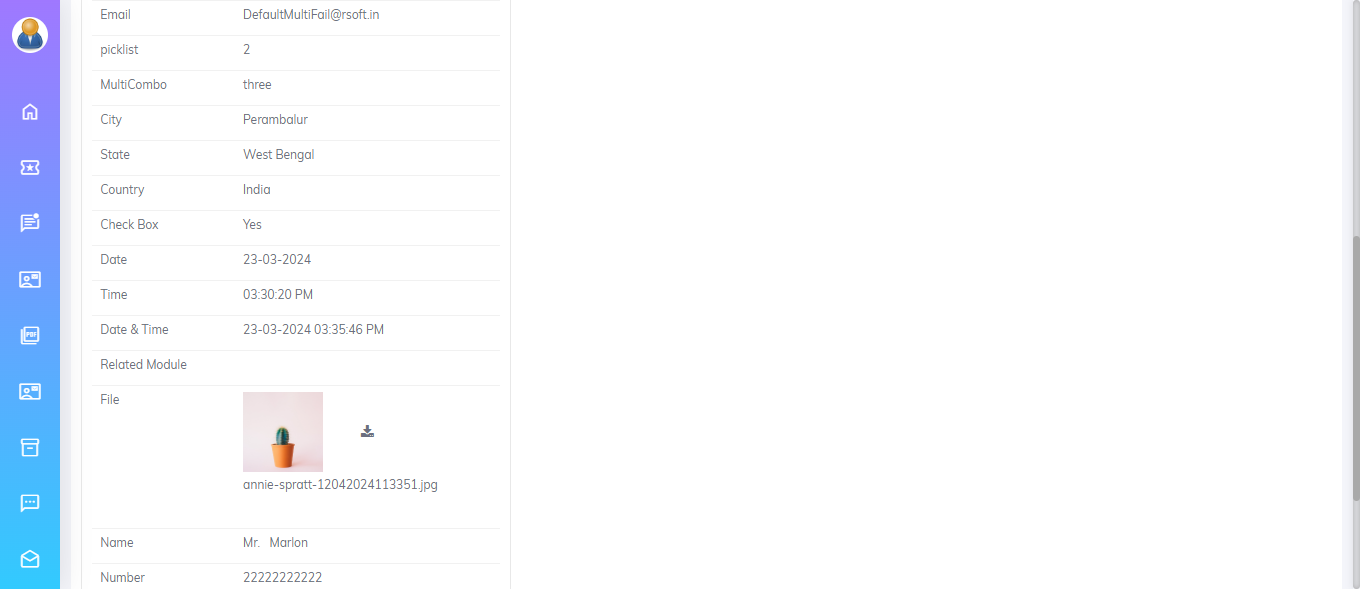 Email DefaultMultiFail@rsoft.in
picklist 2
MultiCombo three
City Perambalur
State West Bengal
Country India
Check Box Yes
Date 23-03-2024
Time 03:30:20 PM
Date & Time 23-03-2024 03:35:46 PM
Related Module
File
annie-spratt-12042024113351.jpg
Name Mr. Marlon
Number 22222222222
PDF